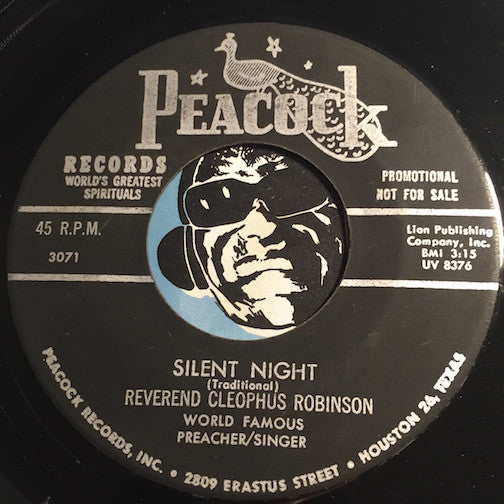 PEACOCK
RECORDS
WORLD'S GREATEST
SPIRITUALS
PROMOTIONAL
NOT FOR SALE
45 R.P.M.
3071
Lion Publishing
Company, Inc.
BMI 3:15
UV 8376
SILENT NIGHT
(Traditional)
REVEREND CLEOPHUS ROBINSON
WORLD FAMOUS
PREACHER/SINGER
PEACOCK RECORDS, INC. • 2809 ERASTUS STREET • HOUSTON 26, TEXAS